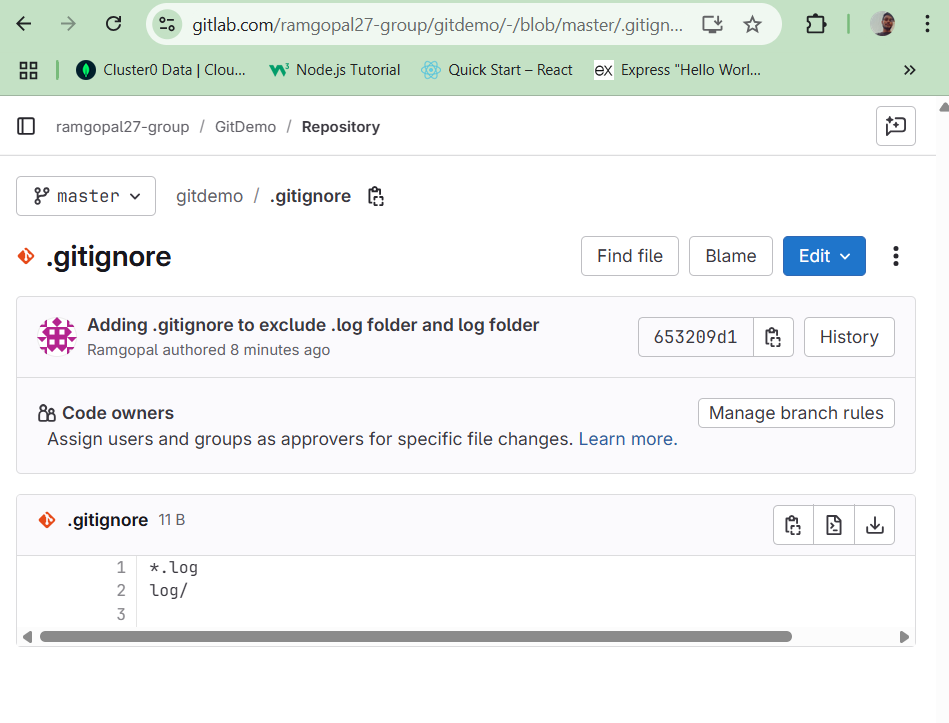 gitlab.com/ramgopal27-group/gitdemo/-/blob/master/.gitign...
Cluster0 Data | Clou... W3 Node.js Tutorial Quick Start – React ex Express "Hello Worl... »
ramgopal27-group / GitDemo / Repository
master gitdemo / .gitignore
.gitignore Find file Blame Edit
Adding .gitignore to exclude .log folder and log folder
Ramgopal authored 8 minutes ago
653209d1 History
Code owners Manage branch rules
Assign users and groups as approvers for specific file changes. Learn more.
.gitignore 11 B
1 *.log
2 log/
3